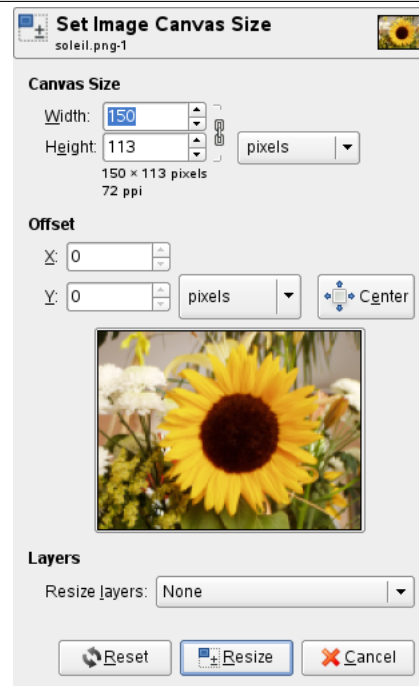 Set Image Canvas Size
soleil.png-1
Canvas Size
Width: 150
Height: 113 pixels
150 × 113 pixels
72 ppi
Offset
X: 0
Y: 0 pixels Center
Layers
Resize layers: None
Reset Resize Cancel